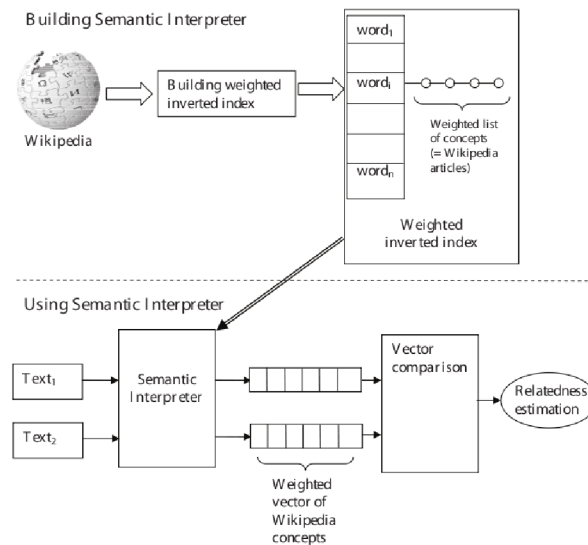 Building Semantic Interpreter
word₁
Building weighted
inverted index
wordᵢ
Wikipedia
Weighted list
of concepts
(= Wikipedia
articles)
wordₙ
Weighted
inverted index
Using Semantic Interpreter
Text₁
Text₂
Semantic
Interpreter
Vector
comparison
Relatedness
estimation
Weighted
vector of
Wikipedia
concepts